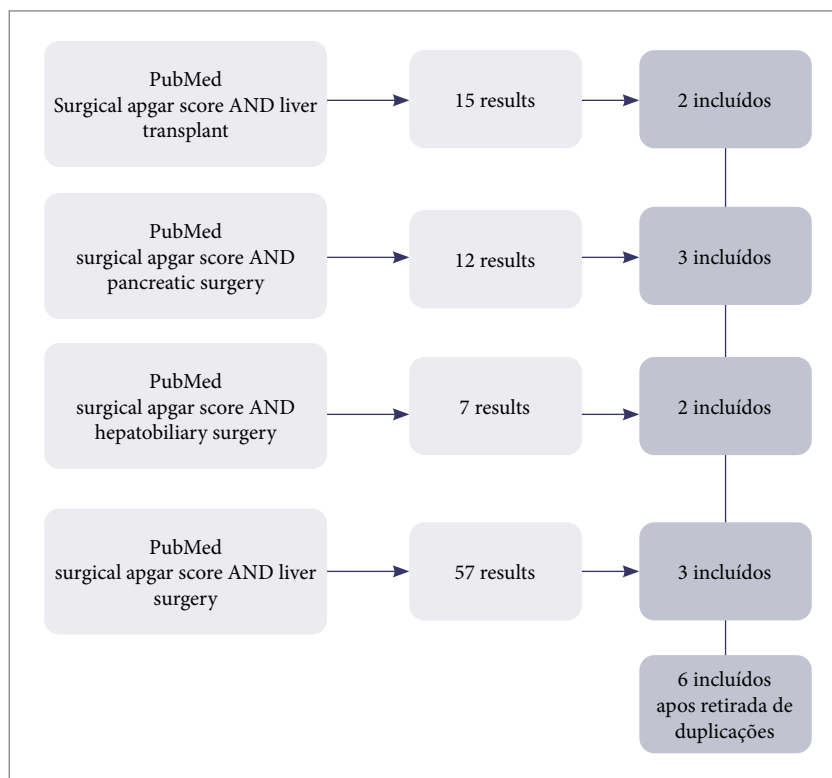 PubMed
Surgical apgar score AND liver
transplant
15 results
2 incluídos
PubMed
surgical apgar score AND
pancreatic surgery
12 results
3 incluídos
PubMed
surgical apgar score AND
hepatobiliary surgery
7 results
2 incluídos
PubMed
surgical apgar score AND liver
surgery
57 results
3 incluídos
6 incluídos
apos retirada de
duplicações